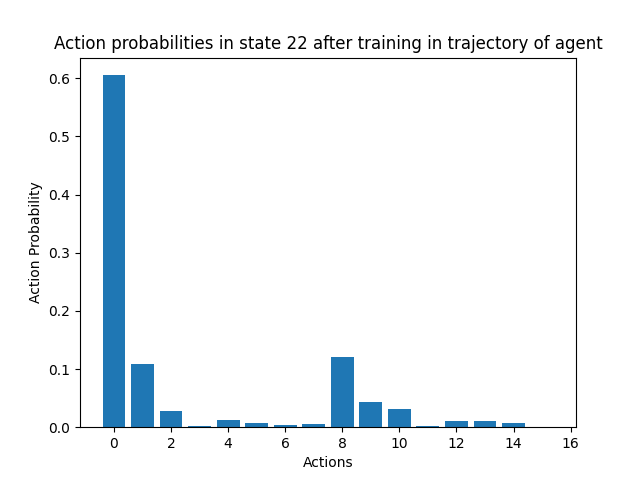 Action probabilities in state 22 after training in trajectory of agent
0.6
0.5
0.4
0.3
0.2
0.1
0.0
Action Probability
0 2 4 6 8 10 12 14 16
Actions